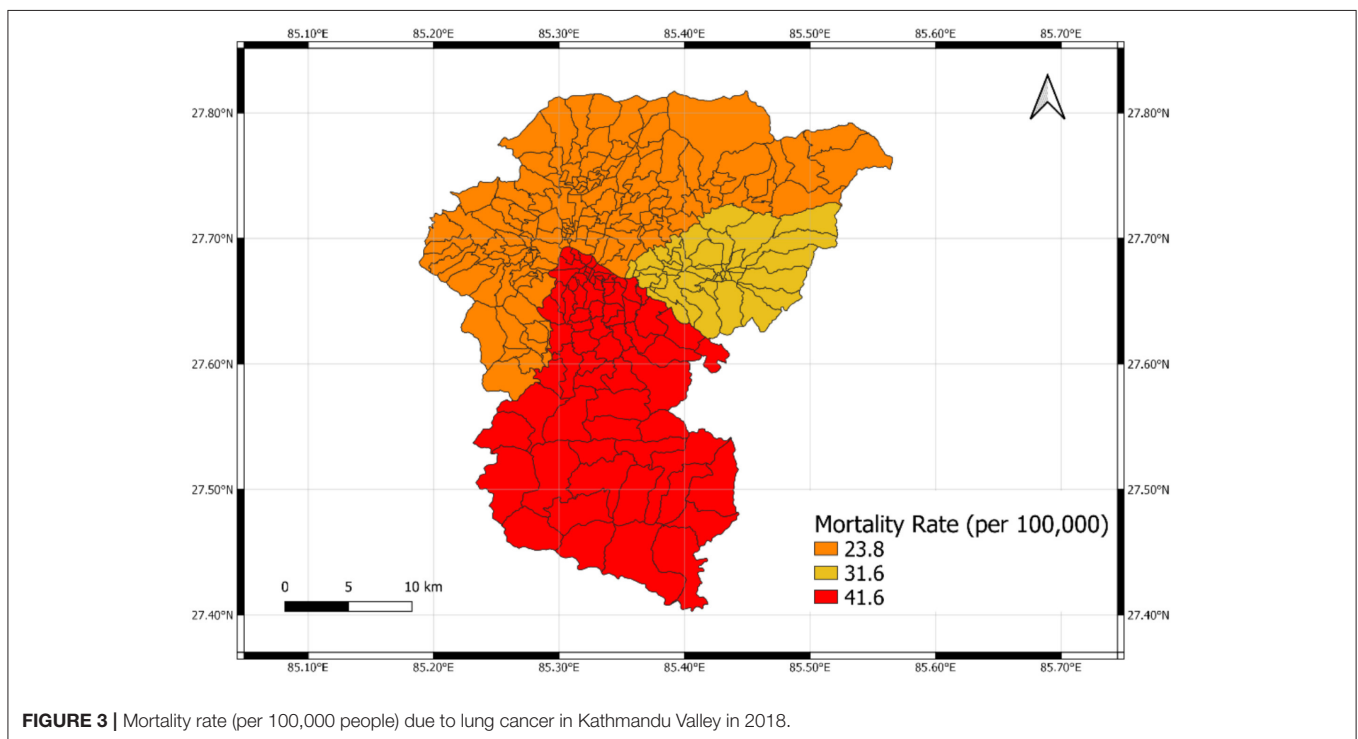 85.10°E 85.20°E 85.30°E 85.40°E 85.50°E 85.60°E 85.70°E
27.80°N 27.80°N
27.70°N 27.70°N
27.60°N 27.60°N
27.50°N 27.50°N
Mortality Rate (per 100,000)
23.8
31.6
41.6
0 5 10 km
27.40°N 27.40°N
85.10°E 85.20°E 85.30°E 85.40°E 85.50°E 85.60°E 85.70°E
FIGURE 3 | Mortality rate (per 100,000 people) due to lung cancer in Kathmandu Valley in 2018.